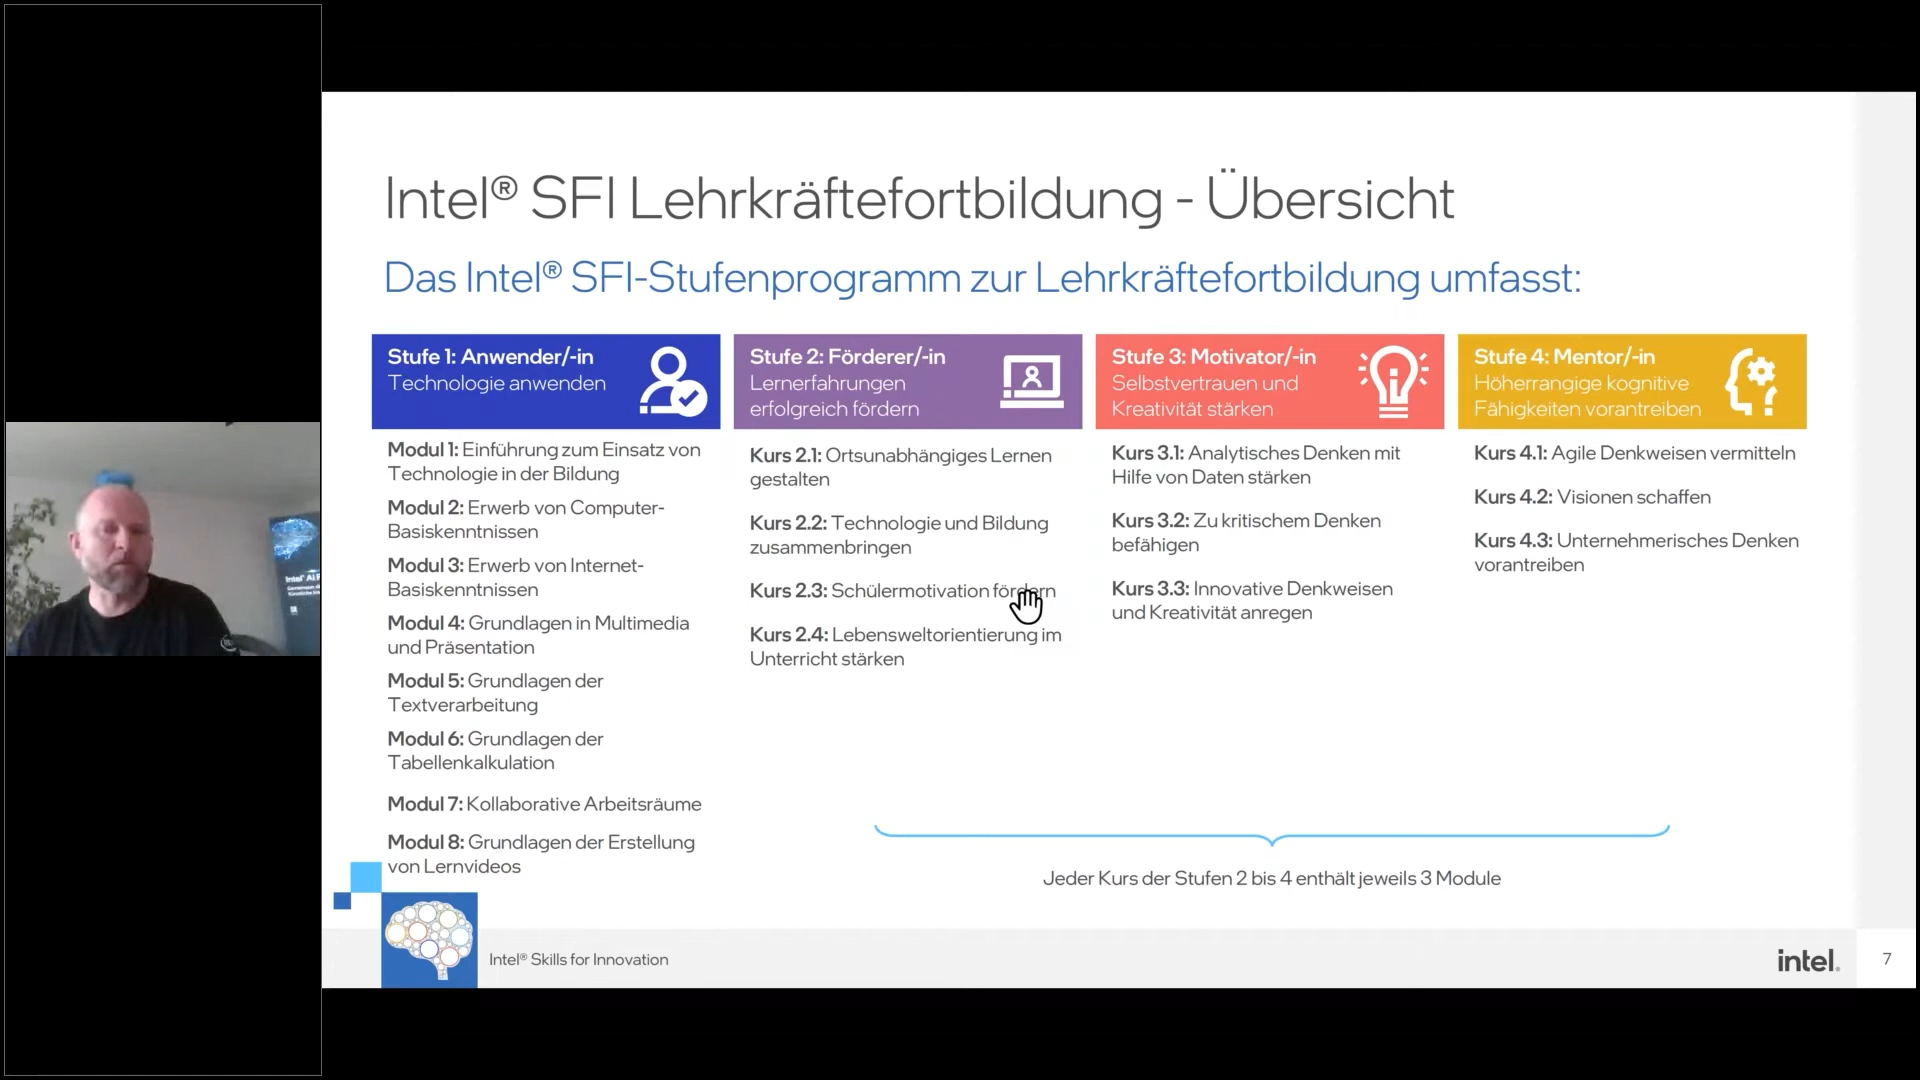 Intel® SFI Lehrkräftefortbildung - Übersicht
Das Intel® SFI-Stufenprogramm zur Lehrkräftefortbildung umfasst:
Stufe 1: Anwender/-in
Technologie anwenden
Modul 1: Einführung zum Einsatz von
Technologie in der Bildung
Modul 2: Erwerb von Computer-
Basiskenntnissen
Modul 3: Erwerb von Internet-
Basiskenntnissen
Modul 4: Grundlagen in Multimedia
und Präsentation
Modul 5: Grundlagen der
Textverarbeitung
Modul 6: Grundlagen der
Tabellenkalkulation
Modul 7: Kollaborative Arbeitsräume
Modul 8: Grundlagen der Erstellung
von Lernvideos
Stufe 2: Förderer/-in
Lernerfahrungen
erfolgreich fördern
Kurs 2.1: Ortsunabhängiges Lernen
gestalten
Kurs 2.2: Technologie und Bildung
zusammenbringen
Kurs 2.3: Schülermotivation fördern
Kurs 2.4: Lebensweltorientierung im
Unterricht stärken
Stufe 3: Motivator/-in
Selbstvertrauen und
Kreativität stärken
Kurs 3.1: Analytisches Denken mit
Hilfe von Daten stärken
Kurs 3.2: Zu kritischem Denken
befähigen
Kurs 3.3: Innovative Denkweisen
und Kreativität anregen
Stufe 4: Mentor/-in
Höherrangige kognitive
Fähigkeiten vorantreiben
Kurs 4.1: Agile Denkweisen vermitteln
Kurs 4.2: Visionen schaffen
Kurs 4.3: Unternehmerisches Denken
vorantreiben
Jeder Kurs der Stufen 2 bis 4 enthält jeweils 3 Module
Intel® Skills for Innovation
intel.
7
Intel® AI